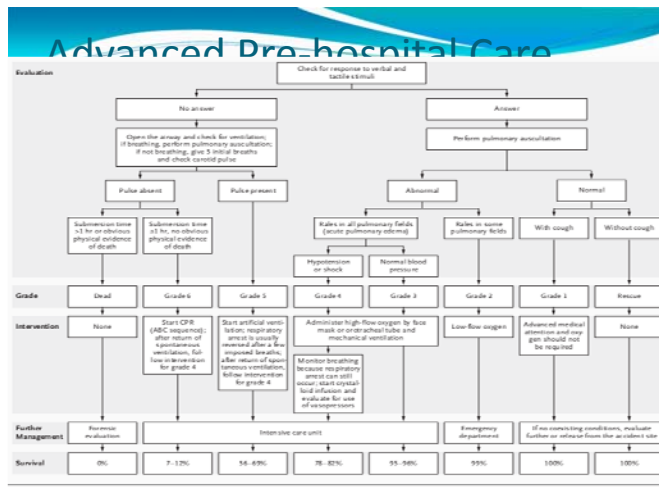 Advanced Pre-hospital Care
Evaluation
Check for response to verbal and
tactile stimuli
No answer
Answer
Open the airway and check for ventilation;
if breathing, perform pulmonary auscultation;
if not breathing, give 5 initial breaths
and check carotid pulse
Perform pulmonary auscultation
Pulse absent
Pulse present
Abnormal
Normal
Submersion time
>1 hr or obvious
physical evidence
of death
Submersion time
≤1 hr, no obvious
physical evidence
of death
Rales in all pulmonary fields
(acute pulmonary edema)
Rales in some
pulmonary fields
With cough
Without cough
Hypotension
or shock
Normal blood
pressure
Grade
Dead
Grade 6
Grade 5
Grade 4
Grade 3
Grade 2
Grade 1
Rescue
Intervention
None
Start CPR
(ABC sequence);
after return of
spontaneous
ventilation, fol-
low intervention
for grade 4
Start artificial venti-
lation; respiratory
arrest is usually
reversed after a few
imposed breaths;
after return of spon-
taneous ventilation,
follow intervention
for grade 4
Administer high-flow oxygen by face
mask or orotracheal tube and
mechanical ventilation
Monitor breathing
because respiratory
arrest can still
occur; start crystal-
loid infusion and
evaluate for use
of vasopressors
Low-flow oxygen
Advanced medical
attention and oxy
gen should not
be required
None
Further
Management
Forensic
evaluation
Intensive care unit
Emergency
department
If no coexisting conditions, evaluate
further or release from the accident site
Survival
0%
7–12%
56–69%
78–82%
95–96%
99%
100%
100%